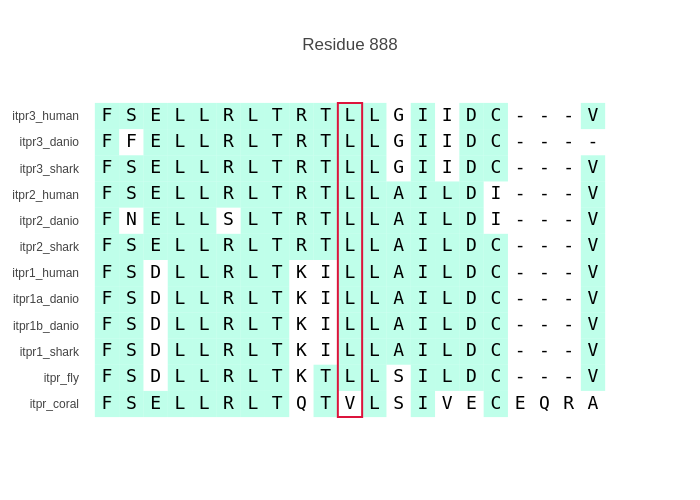 Residue 888
itpr3_human F S E L L R L T R T L L G I I D C - - - V
itpr3_danio F F E L L R L T R T L L G I I D C - - - -
itpr3_shark F S E L L R L T R T L L G I I D C - - - V
itpr2_human F S E L L R L T R T L L A I L D I - - - V
itpr2_danio F N E L L S L T R T L L A I L D I - - - V
itpr2_shark F S E L L R L T R T L L A I L D C - - - V
itpr1_human F S D L L R L T K I L L A I L D C - - - V
itpr1a_danio F S D L L R L T K I L L A I L D C - - - V
itpr1b_danio F S D L L R L T K I L L A I L D C - - - V
itpr1_shark F S D L L R L T K I L L A I L D C - - - V
itpr_fly F S D L L R L T K T L L S I L D C - - - V
itpr_coral F S E L L R L T Q T V L S I V E C E Q R A